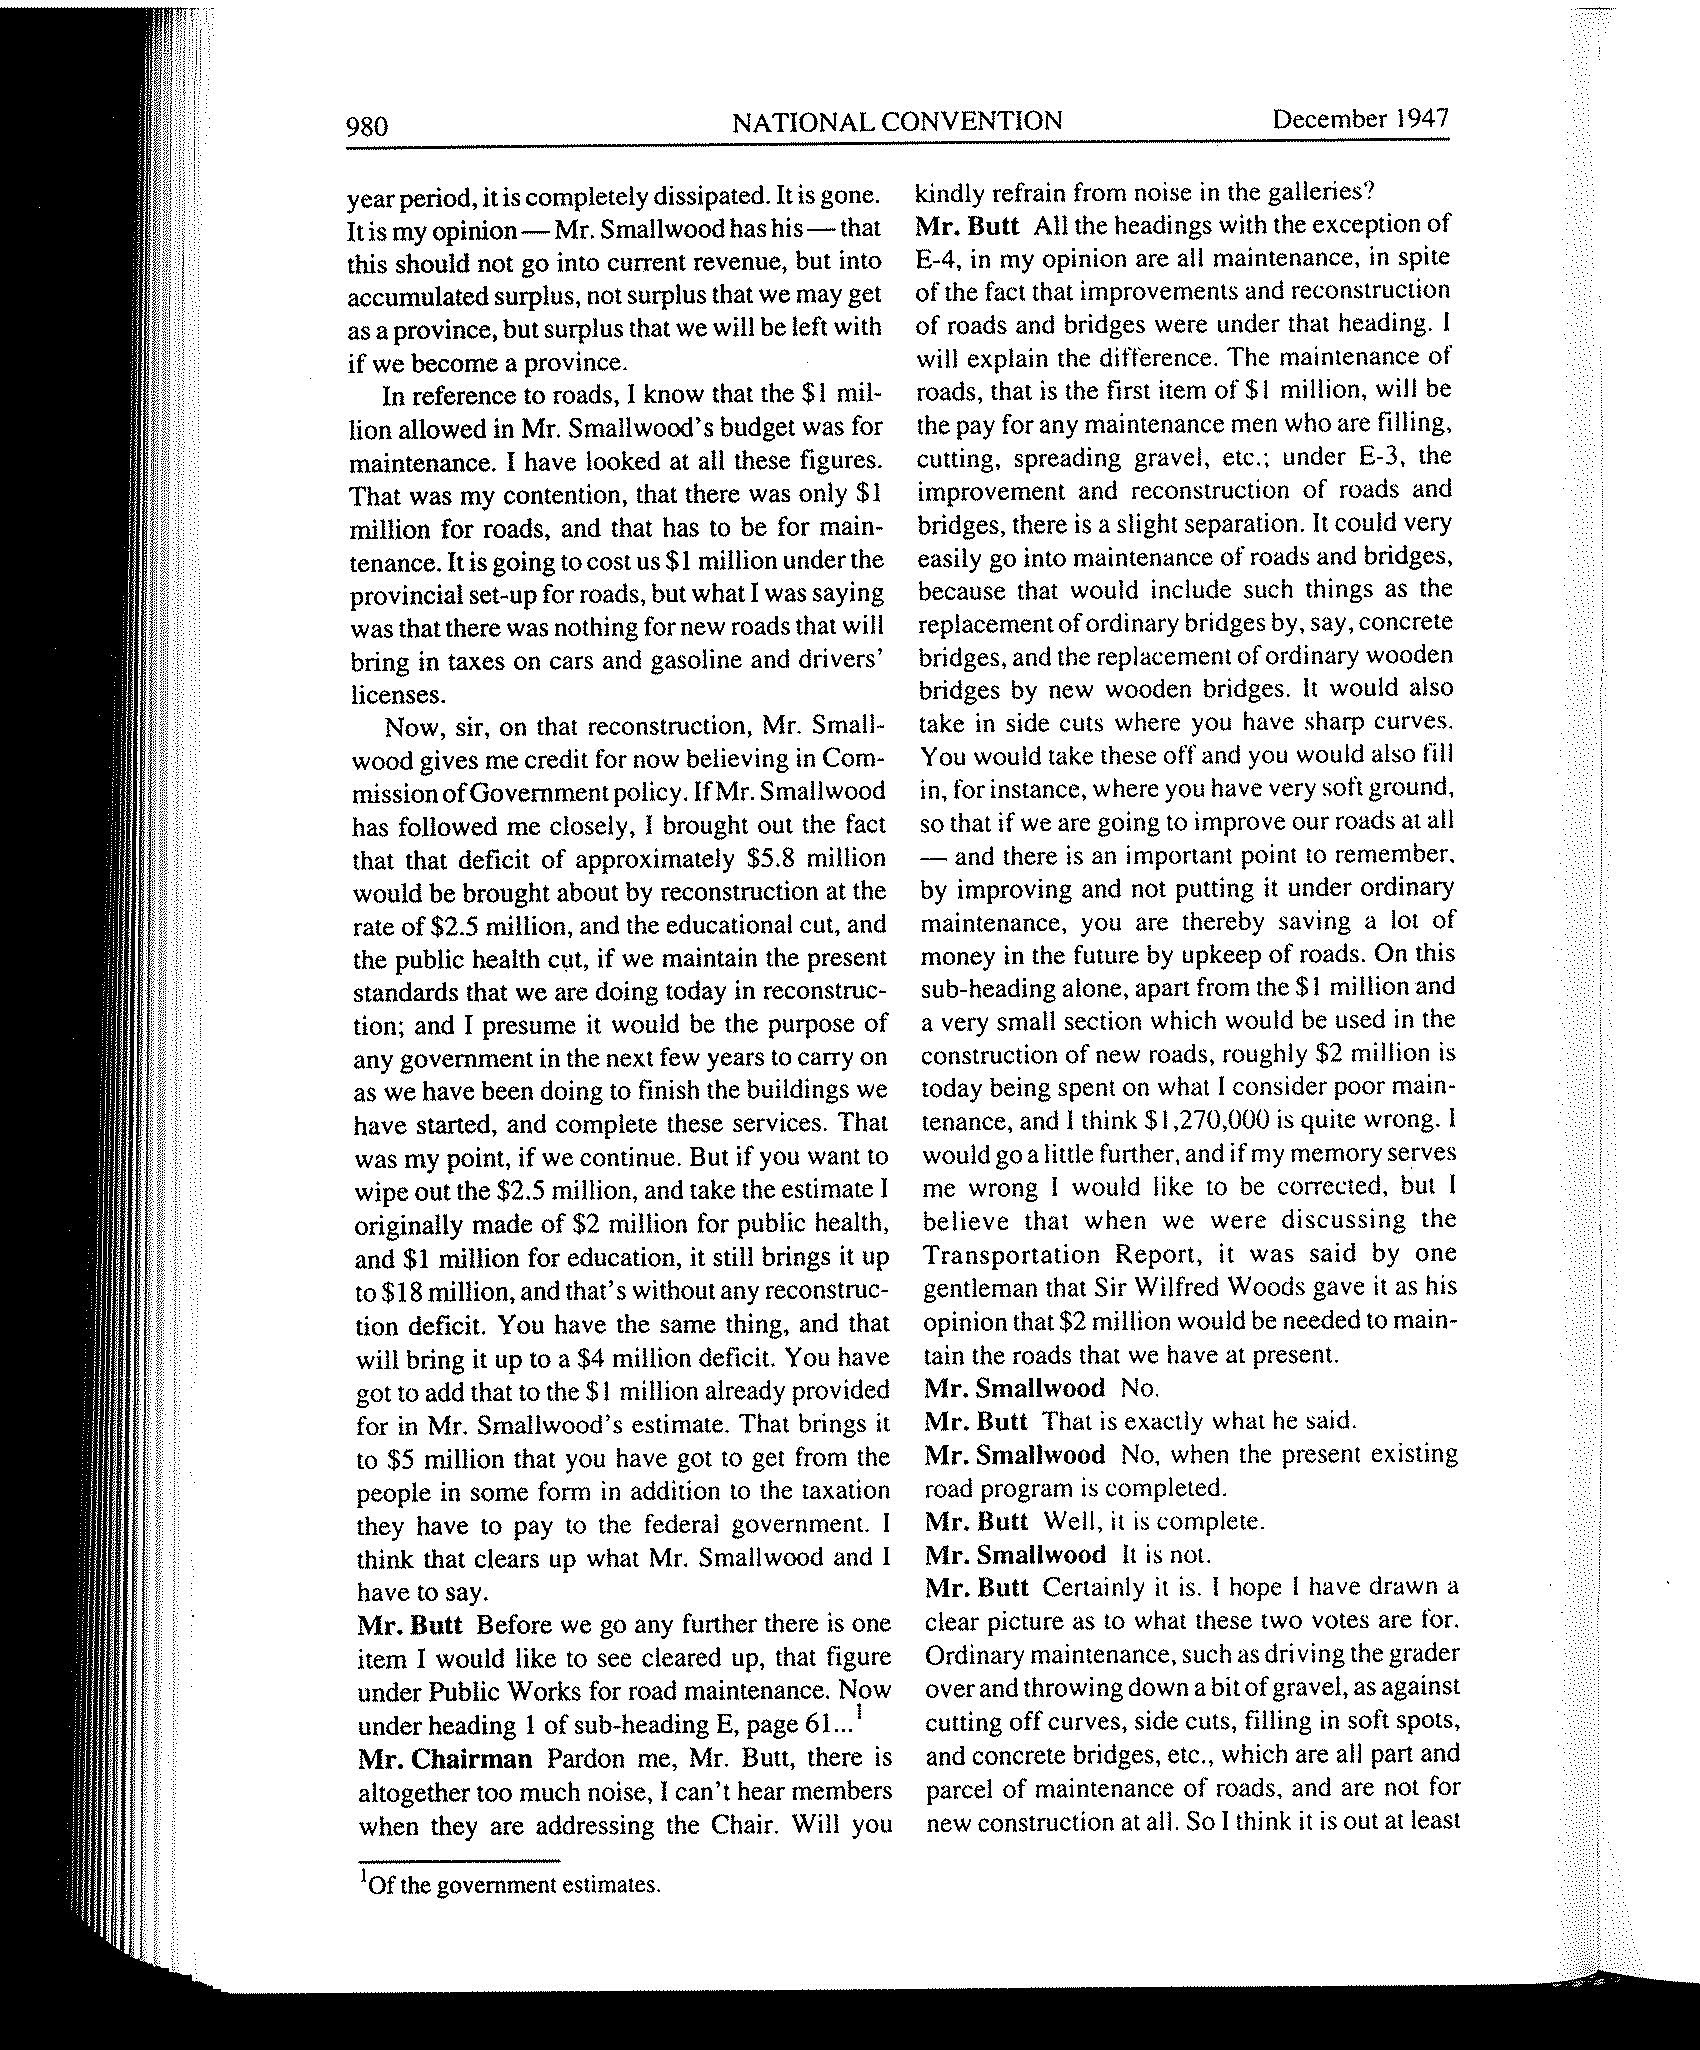 980 NATIONAL CONVENTION December 1947
year period, it is completely dissipated. It is gone.
It is my opinion — Mr. Smallwood has his — that
this should not go into current revenue, but into
accumulated surplus, not surplus that we may get
as a province, but surplus that we will be left with
if we become a province.
In reference to roads, I know that the $1 mil-
lion allowed in Mr. Smallwood's budget was for
maintenance. I have looked at all these figures.
That was my contention, that there was only $1
million for roads, and that has to be for main-
tenance. It is going to cost us $1 million under the
provincial set-up for roads, but what I was saying
was that there was nothing for new roads that will
bring in taxes on cars and gasoline and drivers'
licenses.
Now, sir, on that reconstruction, Mr. Small-
wood gives me credit for now believing in Com-
mission of Government policy. If Mr. Smallwood
has followed me closely, I brought out the fact
that that deficit of approximately $5.8 million
would be brought about by reconstruction at the
rate of $2.5 million, and the educational cut, and
the public health cut, if we maintain the present
standards that we are doing today in reconstruc-
tion; and I presume it would be the purpose of
any government in the next few years to carry on
as we have been doing to finish the buildings we
have started, and complete these services. That
was my point, if we continue. But if you want to
wipe out the $2.5 million, and take the estimate I
originally made of $2 million for public health,
and $1 million for education, it still brings it up
to $18 million, and that's without any reconstruc-
tion deficit. You have the same thing, and that
will bring it up to a $4 million deficit. You have
got to add that to the $1 million already provided
for in Mr. Smallwood's estimate. That brings it
to $5 million that you have got to get from the
people in some form in addition to the taxation
they have to pay to the federal government. I
think that clears up what Mr. Smallwood and I
have to say.
Mr. Butt Before we go any further there is one
item I would like to see cleared up, that figure
under Public Works for road maintenance. Now
under heading 1 of sub-heading E, page 61...1
Mr. Chairman Pardon me, Mr. Butt, there is
altogether too much noise, I can't hear members
when they are addressing the Chair. Will you
1Of the government estimates.
kindly refrain from noise in the galleries?
Mr. Butt All the headings with the exception of
E-4, in my opinion are all maintenance, in spite
of the fact that improvements and reconstruction
of roads and bridges were under that heading. I
will explain the difference. The maintenance of
roads, that is the first item of $1 million, will be
the pay for any maintenance men who are filling,
cutting, spreading gravel, etc.; under E-3, the
improvement and reconstruction of roads and
bridges, there is a slight separation. It could very
easily go into maintenance of roads and bridges,
because that would include such things as the
replacement of ordinary bridges by, say, concrete
bridges, and the replacement of ordinary wooden
bridges by new wooden bridges. It would also
take in side cuts where you have sharp curves.
You would take these off and you would also fill
in, for instance, where you have very soft ground,
so that if we are going to improve our roads at all
— and there is an important point to remember,
by improving and not putting it under ordinary
maintenance, you are thereby saving a lot of
money in the future by upkeep of roads. On this
sub-heading alone, apart from the $1 million and
a very small section which would be used in the
construction of new roads, roughly $2 million is
today being spent on what I consider poor main-
tenance, and I think $1,270,000 is quite wrong. I
would go a little further, and if my memory serves
me wrong I would like to be corrected, but I
believe that when we were discussing the
Transportation Report, it was said by one
gentleman that Sir Wilfred Woods gave it as his
opinion that $2 million would be needed to main-
tain the roads that we have at present.
Mr. Smallwood No.
Mr. Butt That is exactly what he said.
Mr. Smallwood No, when the present existing
road program is completed.
Mr. Butt Well, it is complete.
Mr. Smallwood It is not.
Mr. Butt Certainly it is. I hope I have drawn a
clear picture as to what these two votes are for.
Ordinary maintenance, such as driving the grader
over and throwing down a bit of gravel, as against
cutting off curves, side cuts, filling in soft spots,
and concrete bridges, etc., which are all part and
parcel of maintenance of roads, and are not for
new construction at all. So I think it is out at least